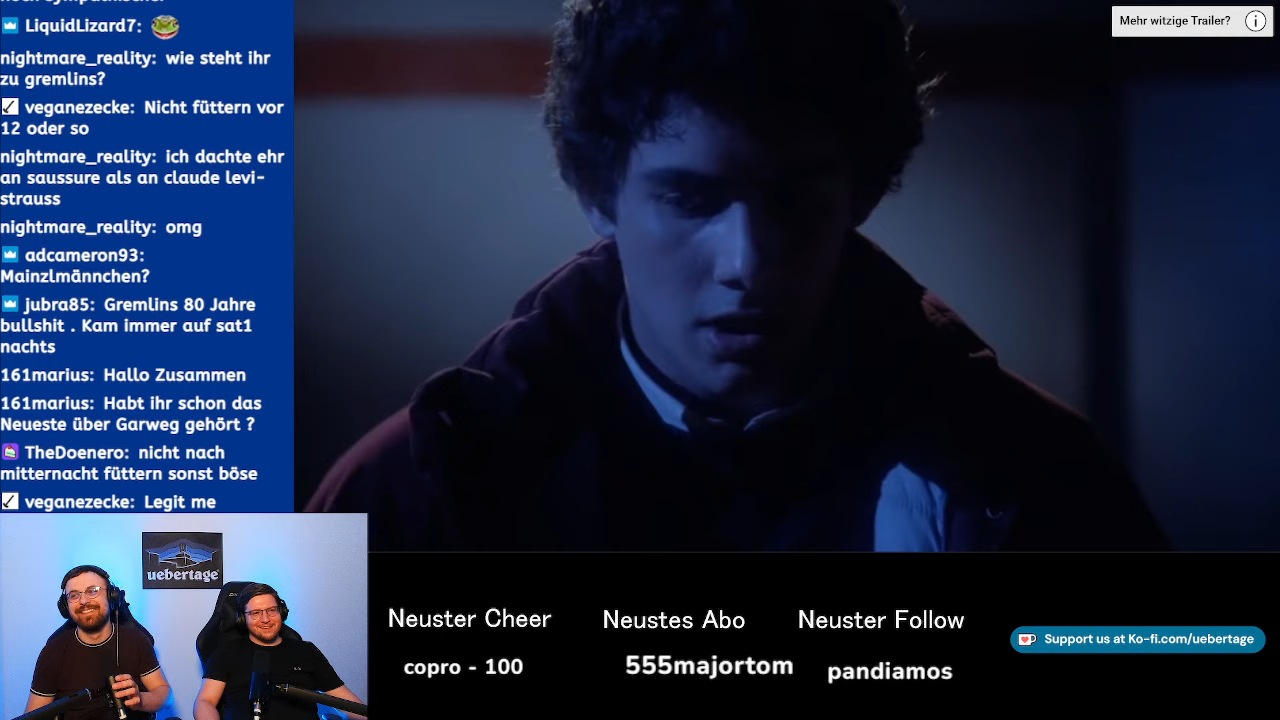 LiquidLizard7:
nightmare_reality: wie steht ihr
zu gremlins?
veganezecke: Nicht füttern vor
12 oder so
nightmare_reality: ich dachte ehr
an saussure als an claude levi-
strauss
nightmare_reality: omg
adcameron93:
Mainzlmännchen?
jubra85: Gremlins 80 Jahre
bullshit . Kam immer auf sat1
nachts
161marius: Hallo Zusammen
161marius: Habt ihr schon das
Neueste über Garweg gehört ?
TheDoenero: nicht nach
mitternacht füttern sonst böse
veganezecke: Legit me
Mehr witzige Trailer?
uebertage
Neuster Cheer
copro - 100
Neustes Abo
555majortom
Neuster Follow
pandiamos
Support us at Ko-fi.com/uebertage